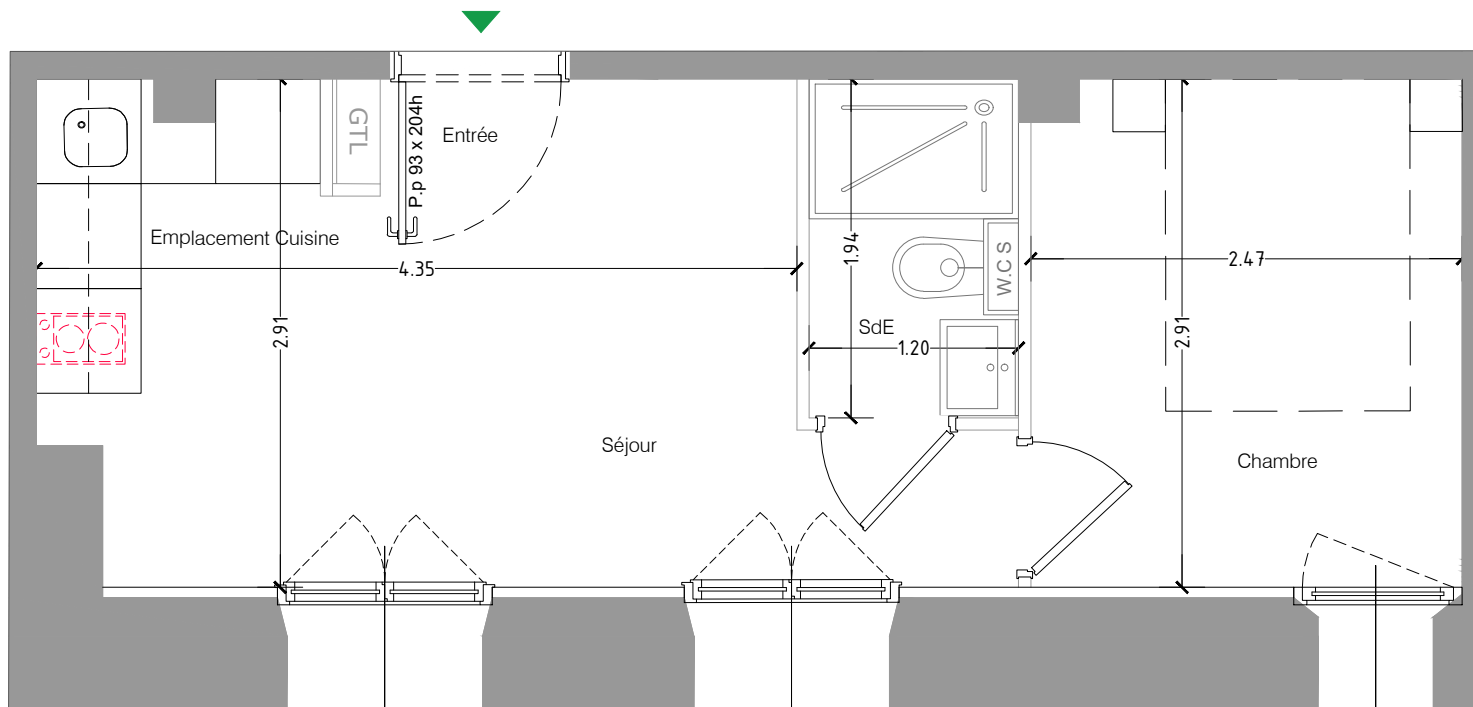 GTL
P.p 93 x 204h
Entrée
Emplacement Cuisine
4.35
2.91
1.94
W.C S
2.47
SdE
1.20
2.91
Séjour
Chambre